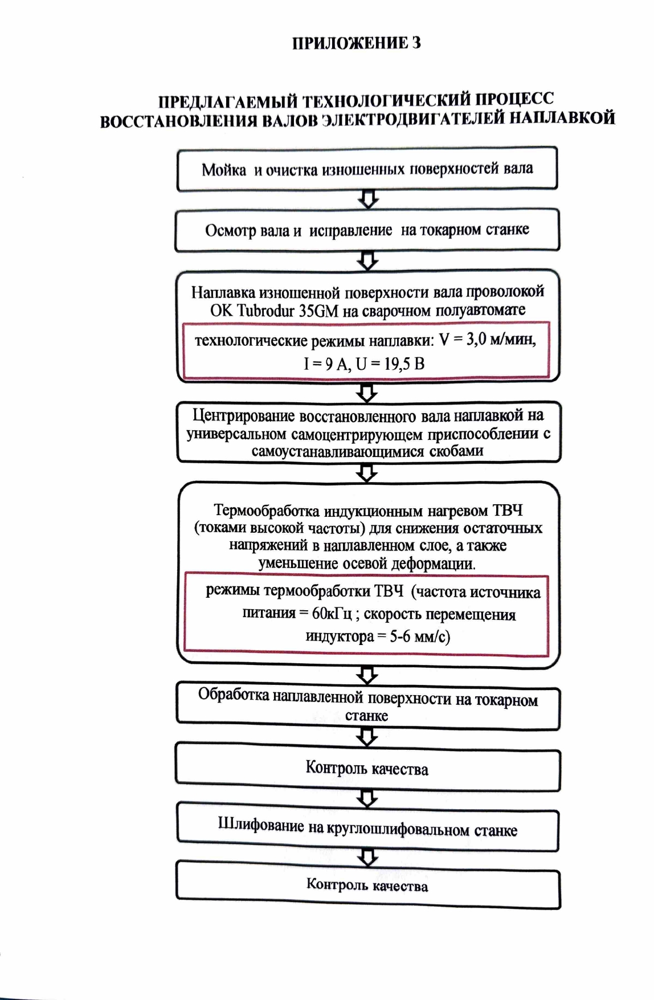 ПРИЛОЖЕНИЕ 3
ПРЕДЛАГАЕМЫЙ ТЕХНОЛОГИЧЕСКИЙ ПРОЦЕСС
ВОССТАНОВЛЕНИЯ ВАЛОВ ЭЛЕКТРОДВИГАТЕЛЕЙ НАПЛАВКОЙ
Мойка и очистка изношенных поверхностей вала
Осмотр вала и исправление на токарном станке
Наплавка изношенной поверхности вала проволокой
OK Tubrodur 35GM на сварочном полуавтомате
технологические режимы наплавки: V = 3,0 м/мин,
I = 9 А, U = 19,5 В
Центрирование восстановленного вала наплавкой на
универсальном самоцентрирующем приспособлении с
самоустанавливающимися скобами
Термообработка индукционным нагревом ТВЧ
(токами высокой частоты) для снижения остаточных
напряжений в наплавленном слое, а также
уменьшение осевой деформации.
режимы термообработки ТВЧ (частота источника
питания = 60кГц ; скорость перемещения
индуктора = 5-6 мм/с)
Обработка наплавленной поверхности на токарном
станке
Контроль качества
Шлифование на круглошлифовальном станке
Контроль качества